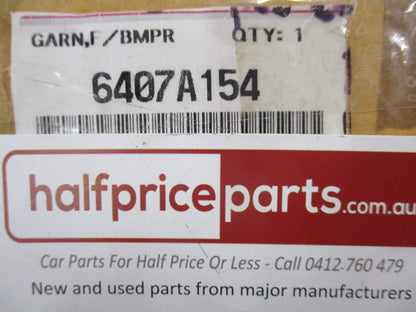 GARN,F/BMPR QTY: 1
6407A154
halfpriceparts.com.au
Car Parts For Half Price Or Less - Call 0412 760 479
New and used parts from major manufacturers